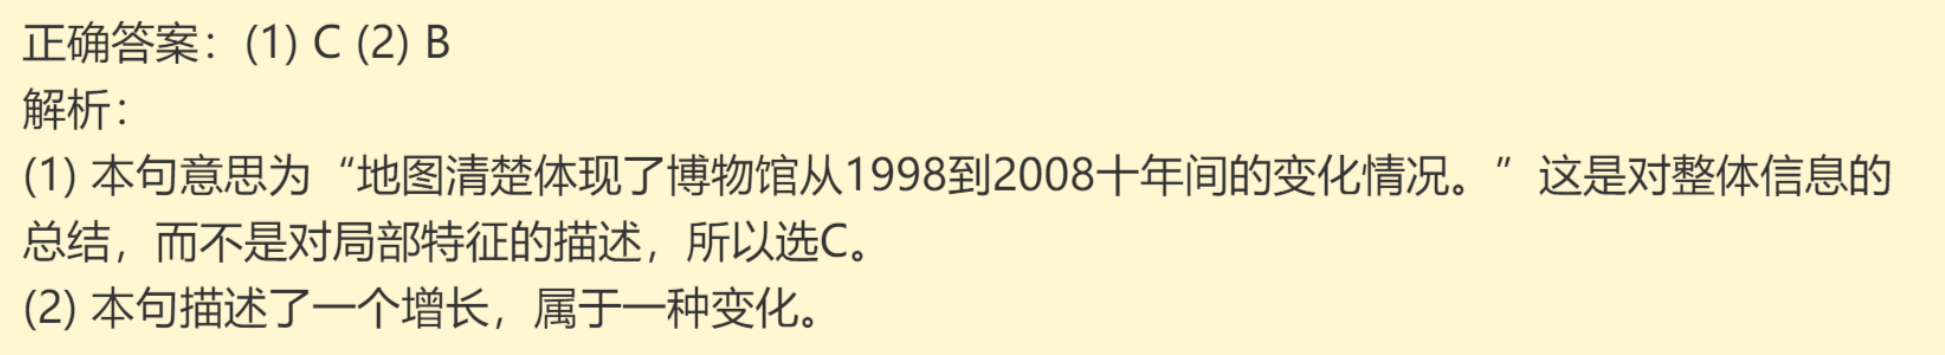 正确答案：(1) C (2) B
解析：
(1) 本句意思为“地图清楚体现了博物馆从1998到2008十年间的变化情况。”这是对整体信息的
总结，而不是对局部特征的描述，所以选C。
(2) 本句描述了一个增长，属于一种变化。